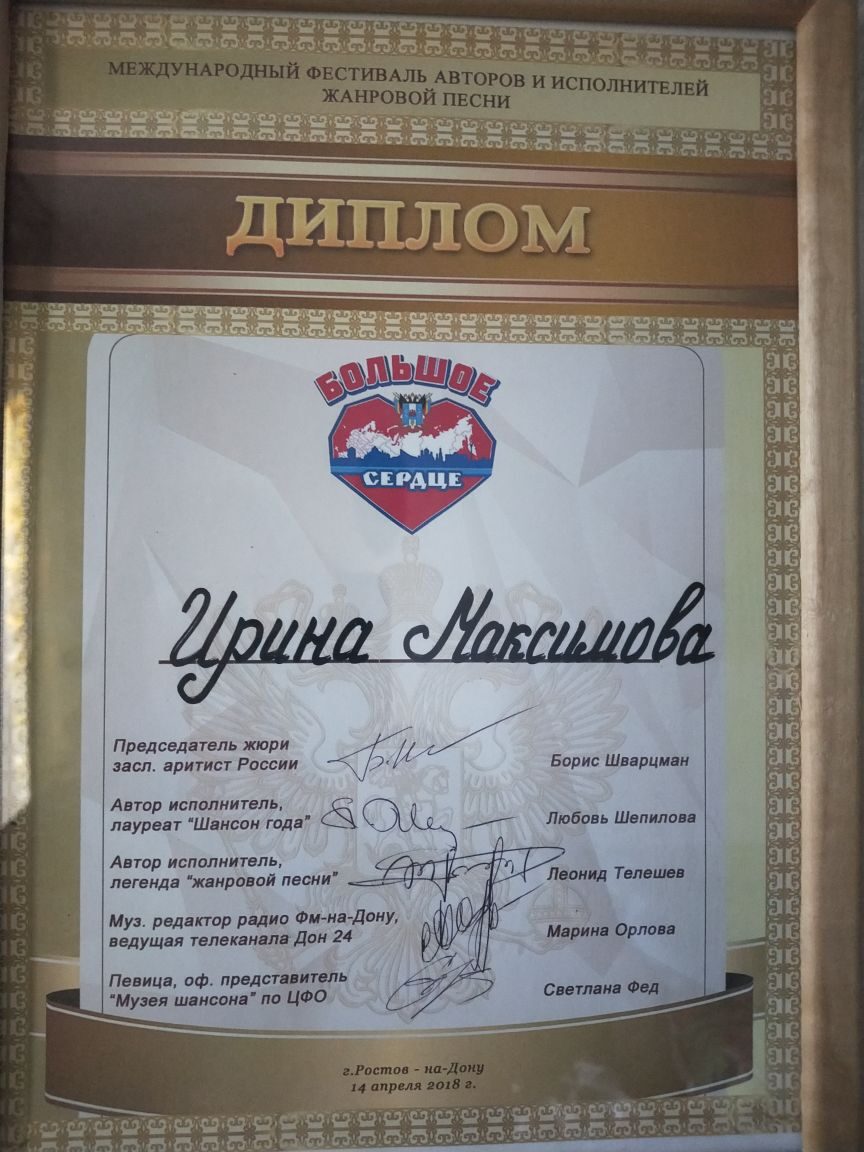 МЕЖДУНАРОДНЫЙ ФЕСТИВАЛЬ АВТОРОВ И ИСПОЛНИТЕЛЕЙ
ЖАНРОВОЙ ПЕСНИ
ДИПЛОМ
БОЛЬШОЕ
СЕРДЦЕ
Ирина Максимова
Председатель жюри
засл. аритист России
Борис Шварцман
Автор исполнитель,
лауреат "Шансон года"
Любовь Шепилова
Автор исполнитель,
легенда "жанровой песни"
Леонид Телешев
Муз. редактор радио Фм-на-Дону,
ведущая телеканала Дон 24
Марина Орлова
Певица, оф. представитель
"Музея шансона" по ЦФО
Светлана Фед
г.Ростов - на-Дону
14 апреля 2018 г.